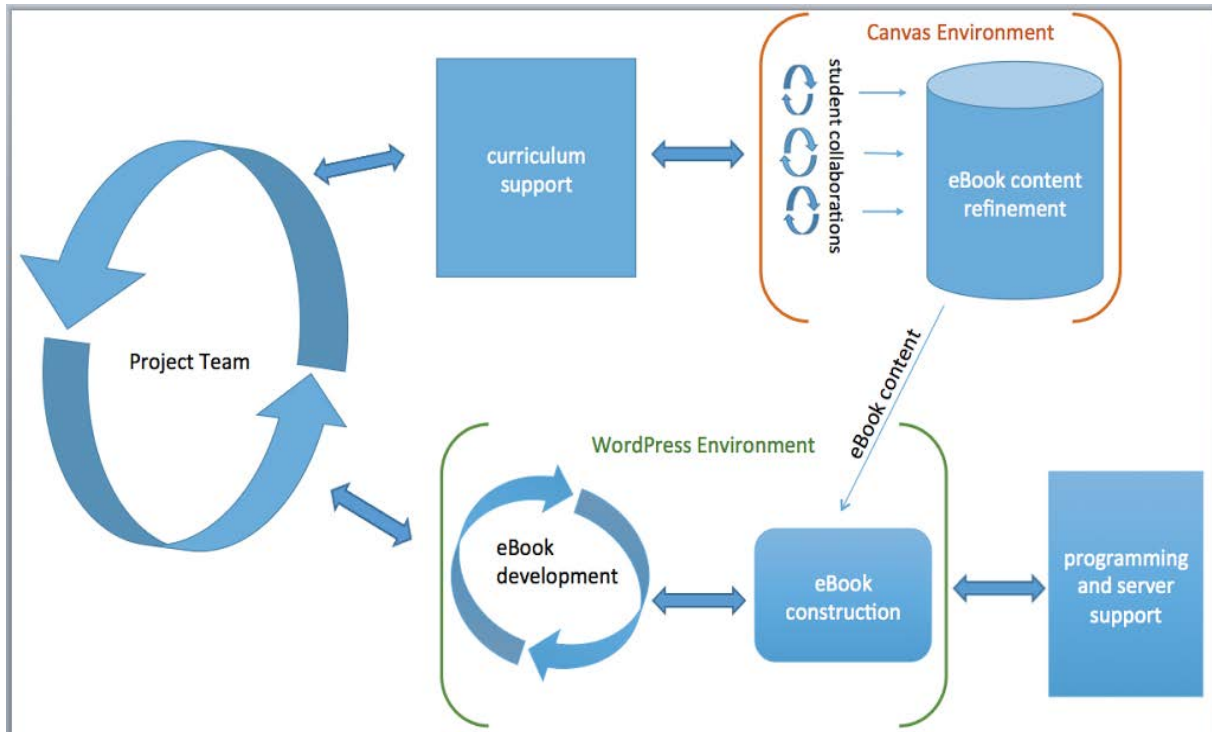 Canvas Environment
student collaborations
curriculum
support
eBook content
refinement
Project Team
eBook content
WordPress Environment
eBook
development
eBook
construction
programming
and server
support